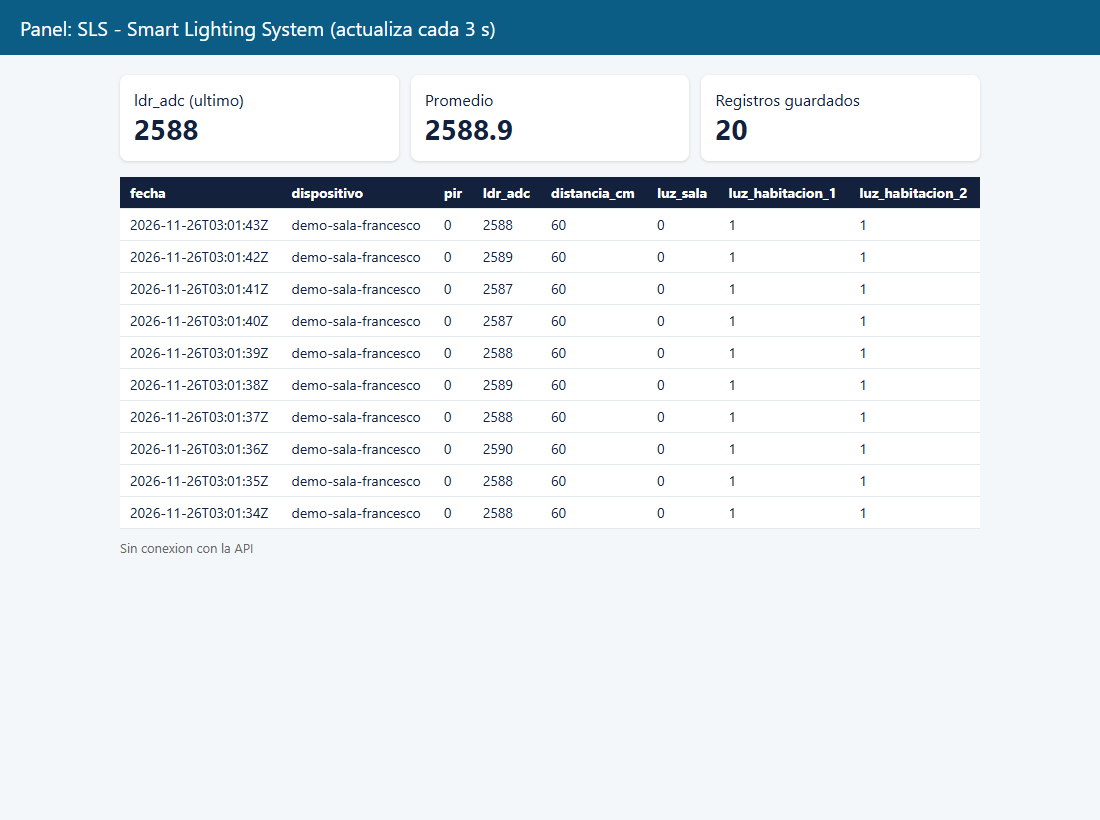 Panel: SLS - Smart Lighting System (actualiza cada 3 s)
ldr_adc (ultimo) Promedio Registros guardados
2588 2588.9 20
fecha dispositivo pir ldr_adc distancia_cm luz_sala luz_habitacion_1 luz_habitacion_2
2026-11-26T03:01:43Z demo-sala-francesco 0 2588 60 0 1 1
2026-11-26T03:01:42Z demo-sala-francesco 0 2589 60 0 1 1
2026-11-26T03:01:41Z demo-sala-francesco 0 2587 60 0 1 1
2026-11-26T03:01:40Z demo-sala-francesco 0 2587 60 0 1 1
2026-11-26T03:01:39Z demo-sala-francesco 0 2588 60 0 1 1
2026-11-26T03:01:38Z demo-sala-francesco 0 2589 60 0 1 1
2026-11-26T03:01:37Z demo-sala-francesco 0 2588 60 0 1 1
2026-11-26T03:01:36Z demo-sala-francesco 0 2590 60 0 1 1
2026-11-26T03:01:35Z demo-sala-francesco 0 2588 60 0 1 1
2026-11-26T03:01:34Z demo-sala-francesco 0 2588 60 0 1 1
Sin conexion con la API